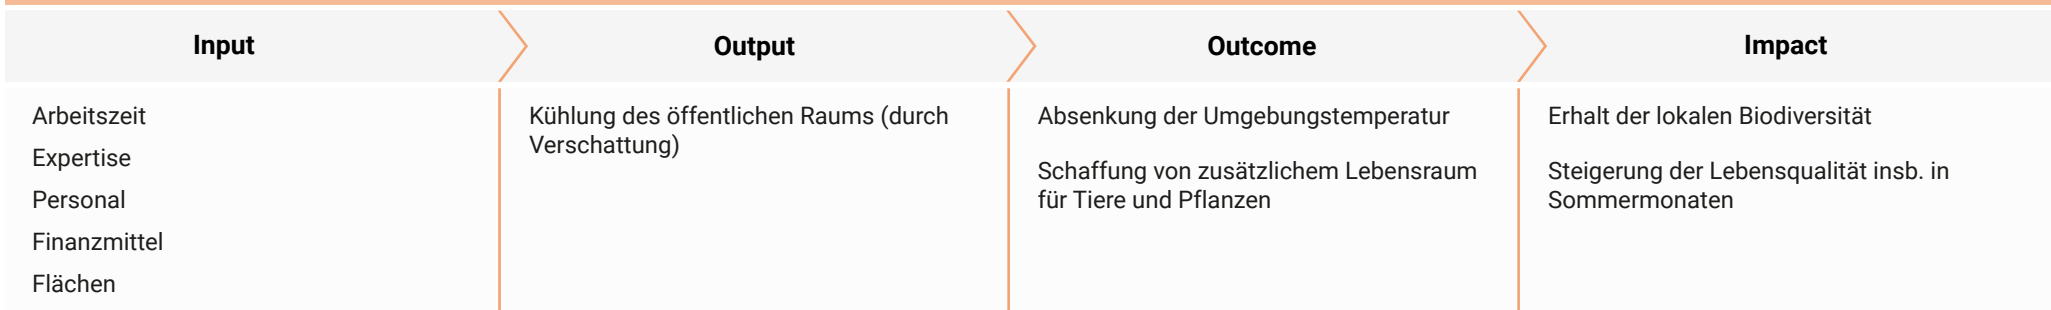 Input
Output
Outcome
Impact
Arbeitszeit
Expertise
Personal
Finanzmittel
Flächen
Kühlung des öffentlichen Raums (durch
Verschattung)
Absenkung der Umgebungstemperatur
Schaffung von zusätzlichem Lebensraum
für Tiere und Pflanzen
Erhalt der lokalen Biodiversität
Steigerung der Lebensqualität insb. in
Sommermonaten